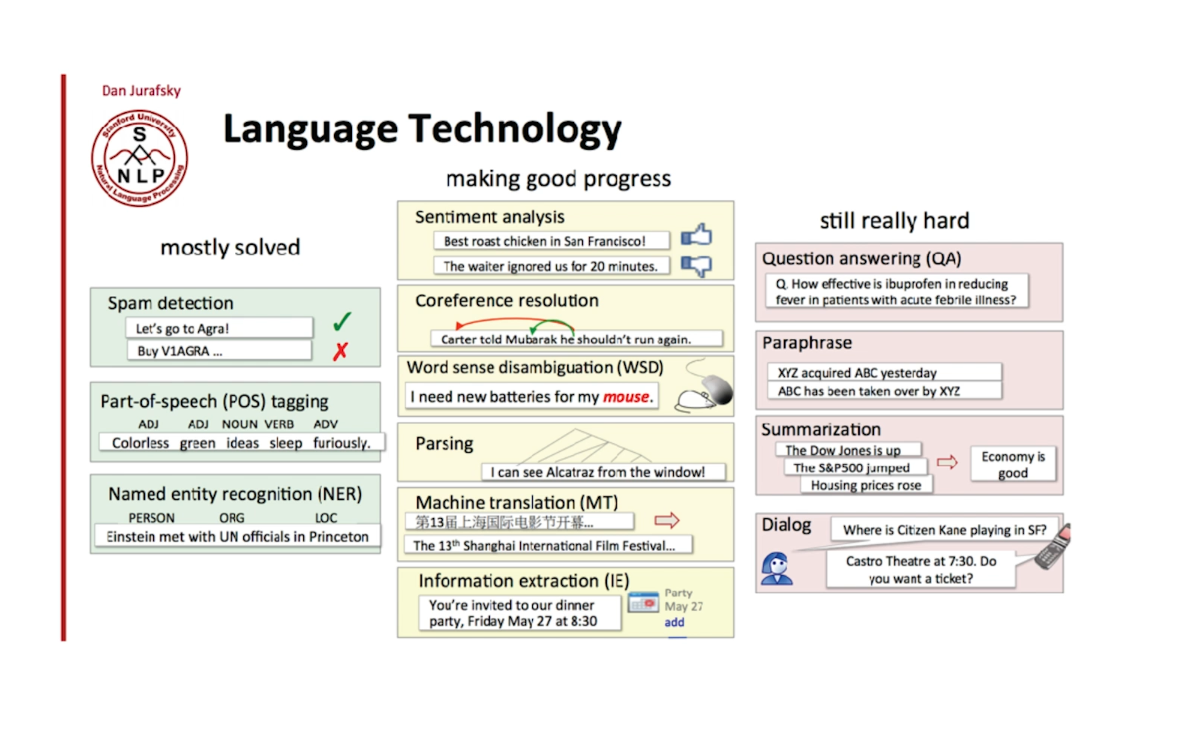 Dan Jurafsky
Stanford University
S
NLP
Natural Language Processing
Language Technology
mostly solved
Spam detection
Let's go to Agra!
Buy V1AGRA ...
Part-of-speech (POS) tagging
ADJ ADJ NOUN VERB ADV
Colorless green ideas sleep furiously.
Named entity recognition (NER)
PERSON ORG LOC
Einstein met with UN officials in Princeton
making good progress
Sentiment analysis
Best roast chicken in San Francisco!
The waiter ignored us for 20 minutes.
Coreference resolution
Carter told Mubarak he shouldn't run again.
Word sense disambiguation (WSD)
I need new batteries for my mouse.
Parsing
I can see Alcatraz from the window!
Machine translation (MT)
第13届上海国际电影节开幕...
The 13th Shanghai International Film Festival...
Information extraction (IE)
You're invited to our dinner
party, Friday May 27 at 8:30
Party
May 27
add
still really hard
Question answering (QA)
Q. How effective is ibuprofen in reducing
fever in patients with acute febrile illness?
Paraphrase
XYZ acquired ABC yesterday
ABC has been taken over by XYZ
Summarization
The Dow Jones is up
The S&P500 jumped
Housing prices rose
Economy is
good
Dialog
Where is Citizen Kane playing in SF?
Castro Theatre at 7:30. Do
you want a ticket?